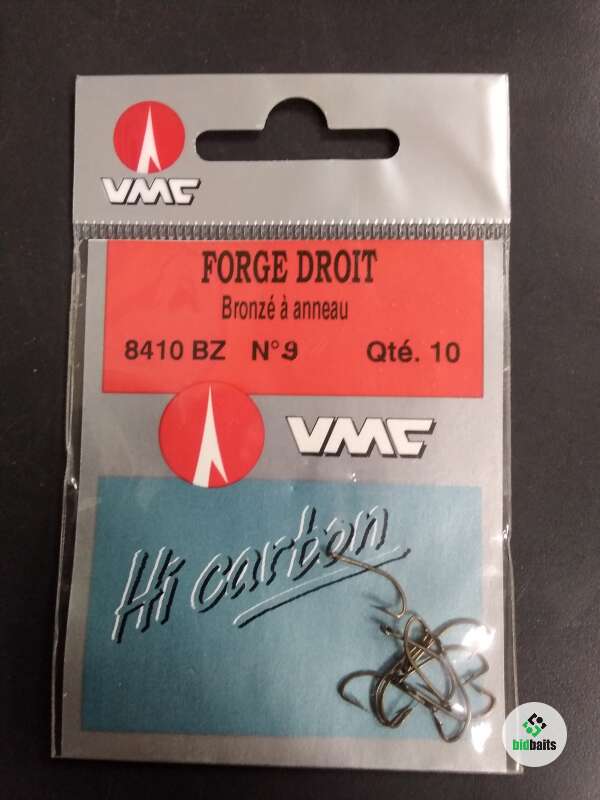 VMC
FORGE DROIT
Bronzé à anneau
8410 BZ N°9 Qté. 10
VMC
Hi carbon
bidbaits